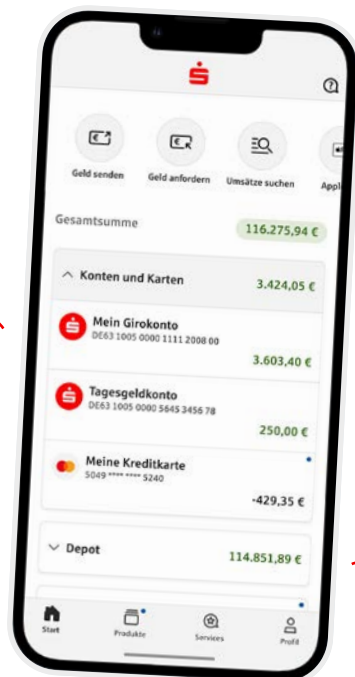 Geld senden
Geld anfordern
Umsätze suchen
Appl
Gesamtsumme
116.275,94 €
Konten und Karten
3.424,05 €
Mein Girokonto
DE63 1005 0000 1111 2008 00
3.603,40 €
Tagesgeldkonto
DE63 1005 0000 5645 3456 78
250,00 €
Meine Kreditkarte
5049 **** **** 5240
-429,35 €
Depot
114.851,89 €
Start
Produkte
Services
Profil